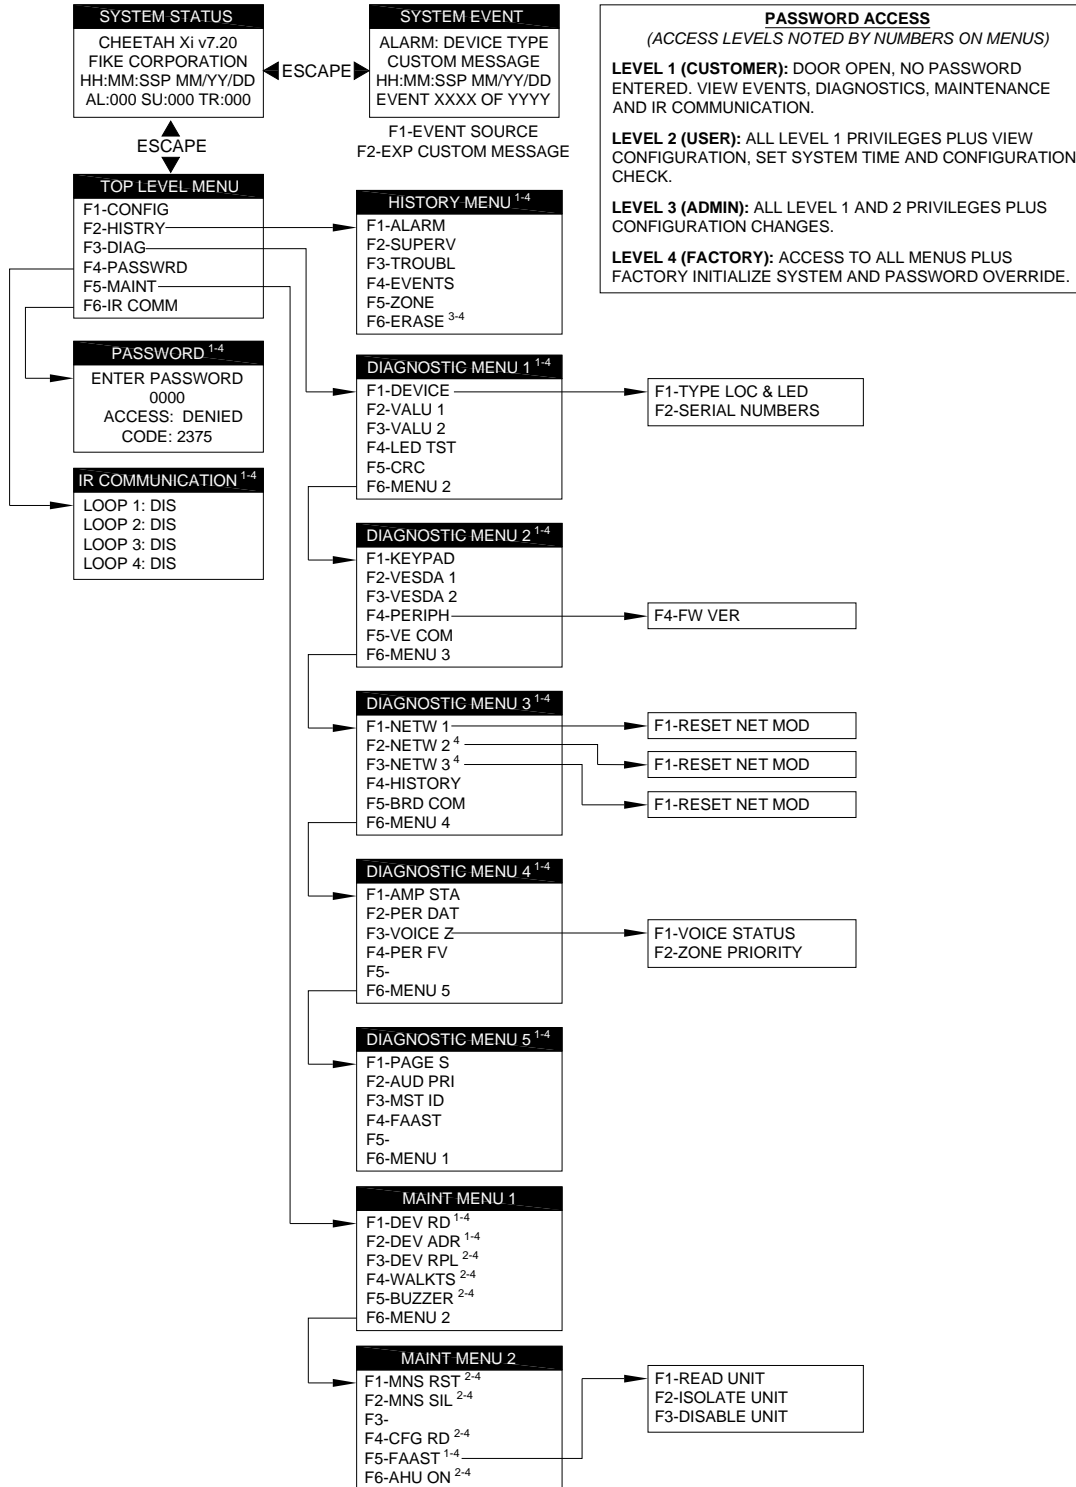 SYSTEM STATUS
CHEETAH Xi v7.20
FIKE CORPORATION
HH:MM:SSP MM/YY/DD
AL:000 SU:000 TR:000
ESCAPE
SYSTEM EVENT
ALARM: DEVICE TYPE
CUSTOM MESSAGE
HH:MM:SSP MM/YY/DD
EVENT XXXX OF YYYY
F1-EVENT SOURCE
F2-EXP CUSTOM MESSAGE
PASSWORD ACCESS
(ACCESS LEVELS NOTED BY NUMBERS ON MENUS)
LEVEL 1 (CUSTOMER): DOOR OPEN, NO PASSWORD
ENTERED. VIEW EVENTS, DIAGNOSTICS, MAINTENANCE
AND IR COMMUNICATION.
LEVEL 2 (USER): ALL LEVEL 1 PRIVILEGES PLUS VIEW
CONFIGURATION, SET SYSTEM TIME AND CONFIGURATION
CHECK.
LEVEL 3 (ADMIN): ALL LEVEL 1 AND 2 PRIVILEGES PLUS
CONFIGURATION CHANGES.
LEVEL 4 (FACTORY): ACCESS TO ALL MENUS PLUS
FACTORY INITIALIZE SYSTEM AND PASSWORD OVERRIDE.
ESCAPE
TOP LEVEL MENU
F1-CONFIG
F2-HISTRY
F3-DIAG
F4-PASSWRD
F5-MAINT
F6-IR COMM
PASSWORD 1-4
ENTER PASSWORD
0000
ACCESS: DENIED
CODE: 2375
IR COMMUNICATION 1-4
LOOP 1: DIS
LOOP 2: DIS
LOOP 3: DIS
LOOP 4: DIS
HISTORY MENU 1-4
F1-ALARM
F2-SUPERV
F3-TROUBL
F4-EVENTS
F5-ZONE
F6-ERASE 3-4
DIAGNOSTIC MENU 1 1-4
F1-DEVICE
F2-VALU 1
F3-VALU 2
F4-LED TST
F5-CRC
F6-MENU 2
F1-TYPE LOC & LED
F2-SERIAL NUMBERS
DIAGNOSTIC MENU 2 1-4
F1-KEYPAD
F2-VESDA 1
F3-VESDA 2
F4-PERIPH
F5-VE COM
F6-MENU 3
F4-FW VER
DIAGNOSTIC MENU 3 1-4
F1-NETW 1
F2-NETW 2 4
F3-NETW 3 4
F4-HISTORY
F5-BRD COM
F6-MENU 4
F1-RESET NET MOD
F1-RESET NET MOD
F1-RESET NET MOD
DIAGNOSTIC MENU 4 1-4
F1-AMP STA
F2-PER DAT
F3-VOICE Z
F4-PER FV
F5-
F6-MENU 5
F1-VOICE STATUS
F2-ZONE PRIORITY
DIAGNOSTIC MENU 5 1-4
F1-PAGE S
F2-AUD PRI
F3-MST ID
F4-FAAST
F5-
F6-MENU 1
MAINT MENU 1
F1-DEV RD 1-4
F2-DEV ADR 1-4
F3-DEV RPL 2-4
F4-WALKTS 2-4
F5-BUZZER 2-4
F6-MENU 2
MAINT MENU 2
F1-MNS RST 2-4
F2-MNS SIL 2-4
F3-
F4-CFG RD 2-4
F5-FAAST 1-4
F6-AHU ON 2-4
F1-READ UNIT
F2-ISOLATE UNIT
F3-DISABLE UNIT